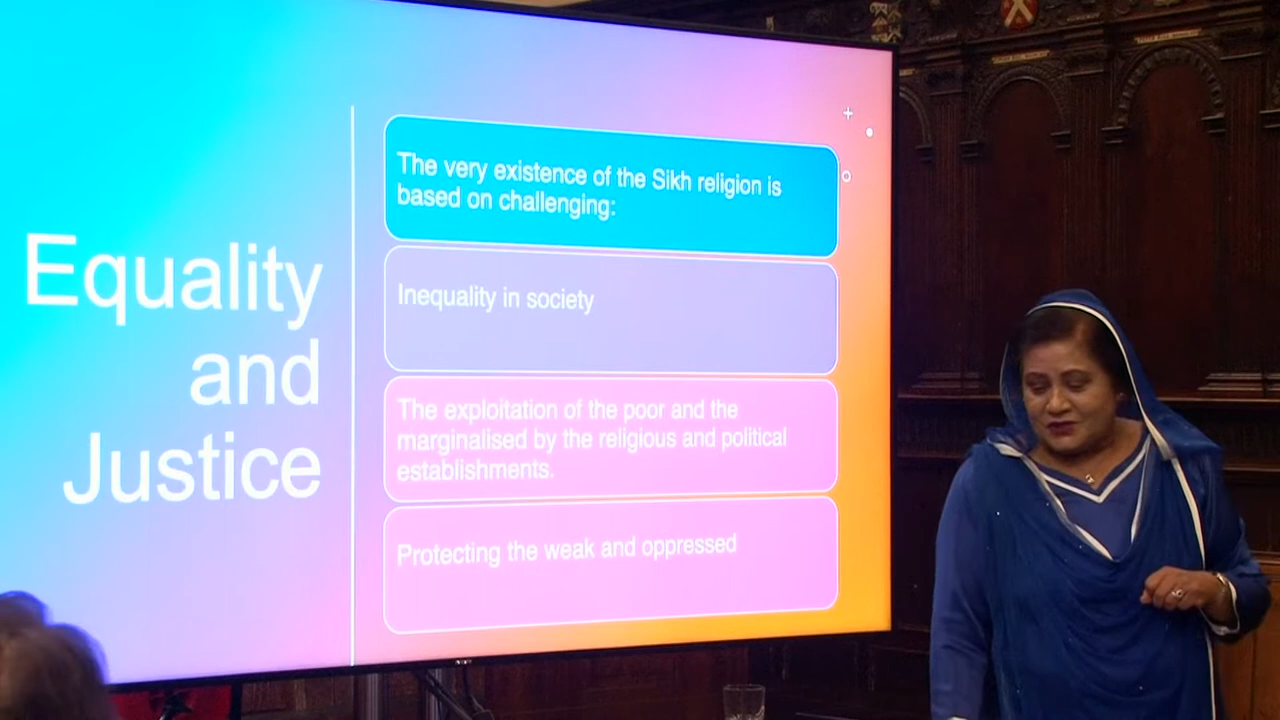 Equality
and
Justice
The very existence of the Sikh religion is
based on challenging:
Inequality in society
The exploitation of the poor and the
marginalised by the religious and political
establishments.
Protecting the weak and oppressed